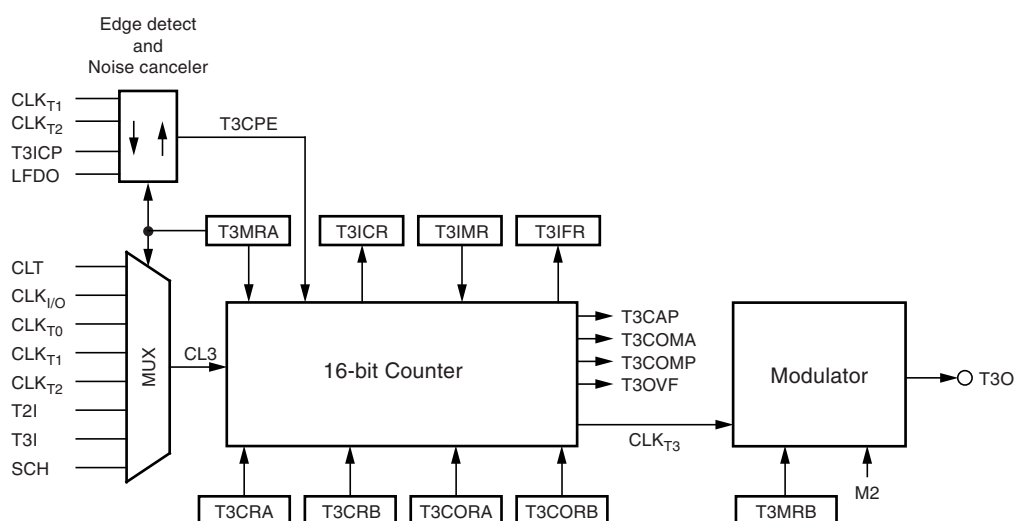 Edge detect
and
Noise canceler
CLKT1
CLKT2
T3ICP
LFDO
T3CPE
T3MRA
T3ICR
T3IMR
T3IFR
CLT
CLKI/O
CLKT0
CLKT1
CLKT2
T2I
T3I
SCH
MUX
CL3
16-bit Counter
T3CAP
T3COMA
T3COMP
T3OVF
CLKT3
Modulator
T3O
M2
T3CRA
T3CRB
T3CORA
T3CORB
T3MRB